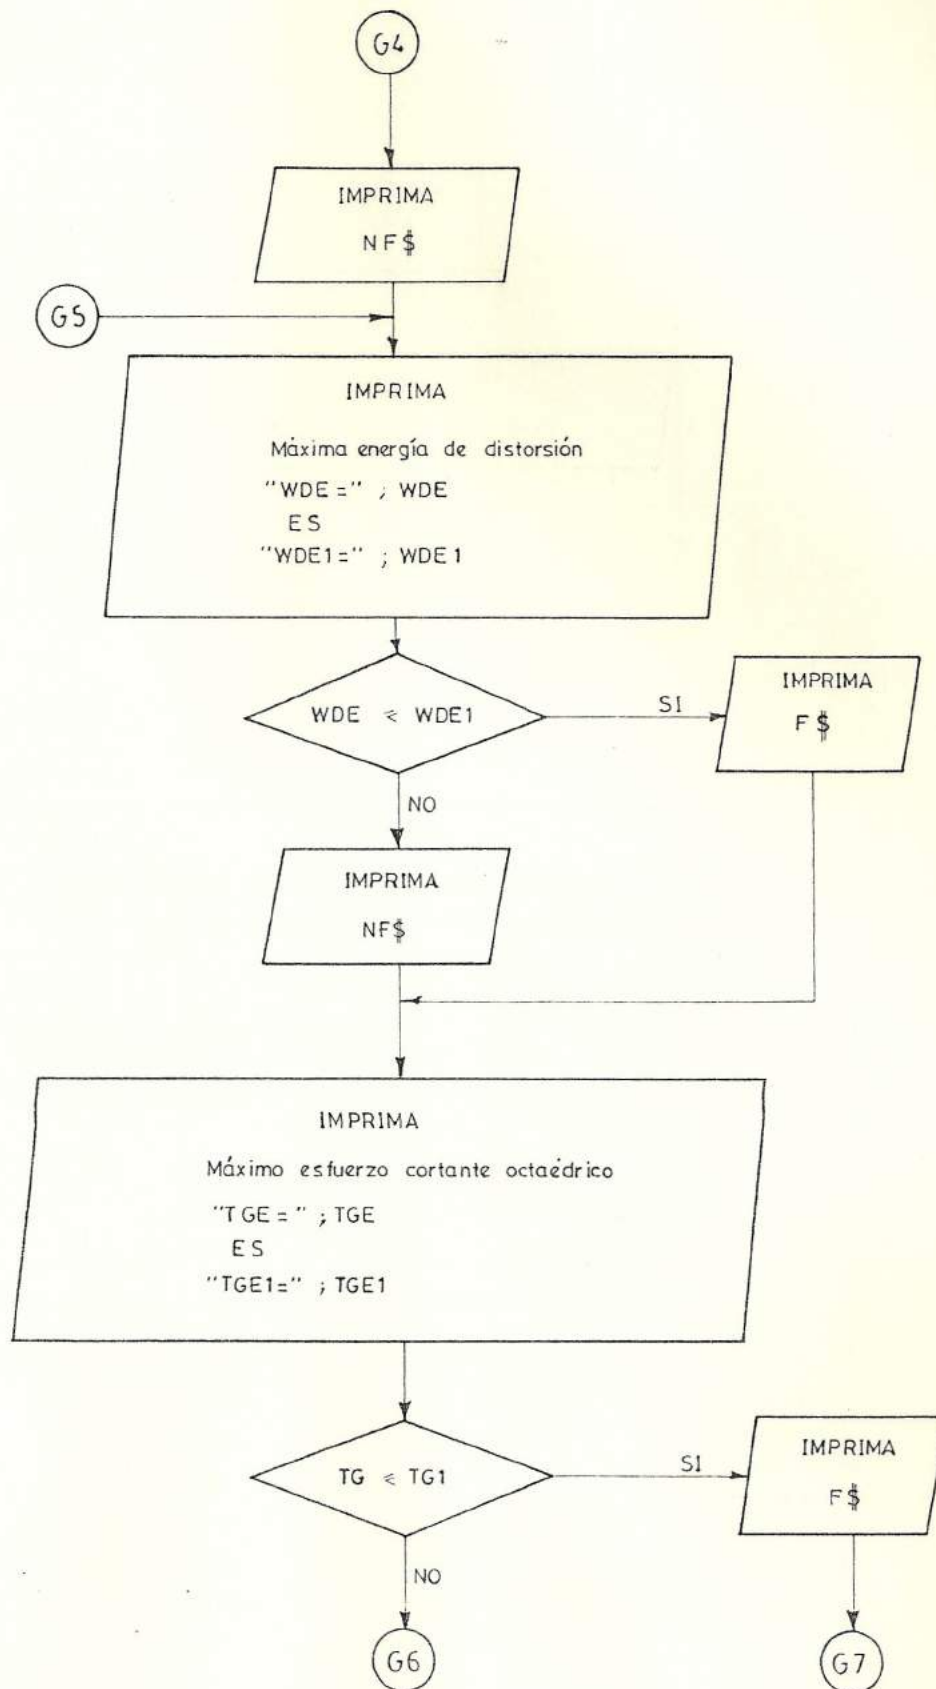 G4
IMPRIMA
NF$
G5
IMPRIMA
Máxima energía de distorsión
"WDE=" ; WDE
ES
"WDE1=" ; WDE1
WDE ⩽ WDE1
SI
IMPRIMA
F$
NO
IMPRIMA
NF$
IMPRIMA
Máximo esfuerzo cortante octaédrico
"TGE=" ; TGE
ES
"TGE1=" ; TGE1
TG ⩽ TG1
SI
IMPRIMA
F$
NO
G6
G7